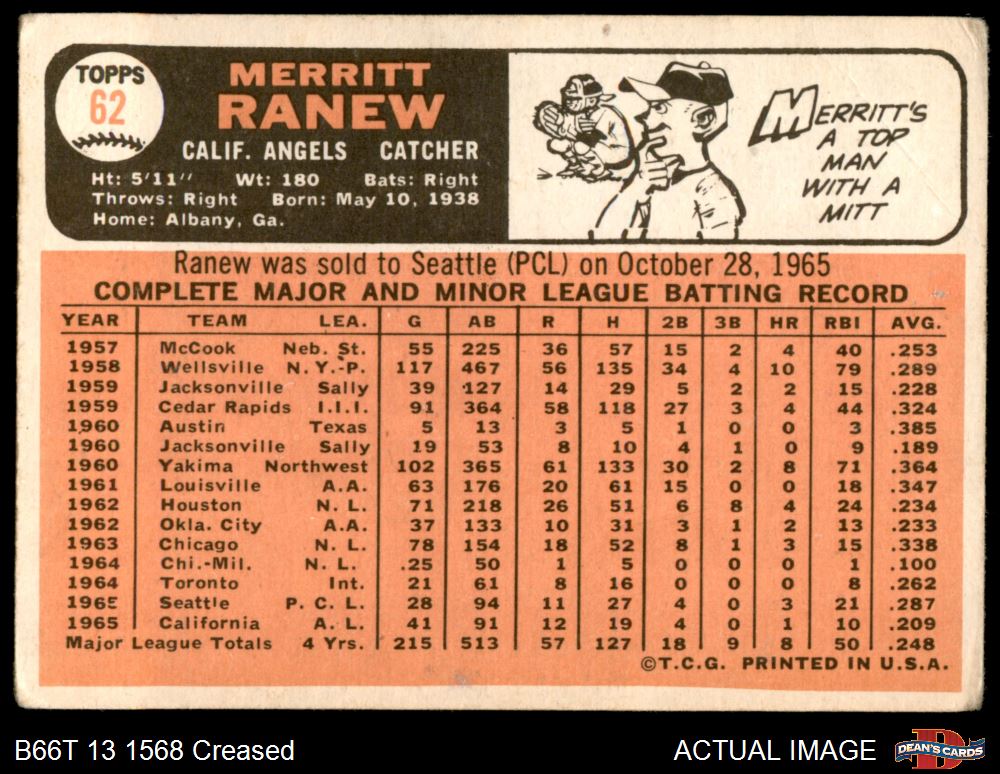 TOPPS
62
MERRITT
RANEW
CALIF. ANGELS CATCHER
Ht: 5'11" Wt: 180 Bats: Right
Throws: Right Born: May 10, 1938
Home: Albany, Ga.
MERRITT'S
A TOP
MAN
WITH A
MITT
Ranew was sold to Seattle (PCL) on October 28, 1965
COMPLETE MAJOR AND MINOR LEAGUE BATTING RECORD
YEAR TEAM LEA. G AB R H 2B 3B HR RBI AVG.
1957 McCook Neb. St. 55 225 36 57 15 2 4 40 .253
1958 Wellsville N.Y.-P. 117 467 56 135 34 4 10 79 .289
1959 Jacksonville Sally 39 127 14 29 5 2 2 15 .228
1959 Cedar Rapids I.I.I. 91 364 58 118 27 3 4 44 .324
1960 Austin Texas 5 13 3 5 1 0 0 3 .385
1960 Jacksonville Sally 19 53 8 10 4 1 0 9 .189
1960 Yakima Northwest 102 365 61 133 30 2 8 71 .364
1961 Louisville A.A. 63 176 20 61 15 0 0 18 .347
1962 Houston N. L. 71 218 26 51 6 8 4 24 .234
1962 Okla. City A.A. 37 133 10 31 3 1 2 13 .233
1963 Chicago N. L. 78 154 18 52 8 1 3 15 .338
1964 Chi.-Mil. N. L. .25 50 1 5 0 0 0 1 .100
1964 Toronto Int. 21 61 8 16 0 0 0 8 .262
1965 Seattle P. C. L. 28 94 11 27 4 0 3 21 .287
1965 California A. L. 41 91 12 19 4 0 1 10 .209
Major League Totals 4 Yrs. 215 513 57 127 18 9 8 50 .248
©T.C.G. PRINTED IN U.S.A.
B66T 13 1568 Creased ACTUAL IMAGE
DEAN'S CARDS